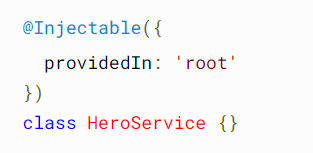 @Injectable({
  providedIn: 'root'
})
class HeroService {}